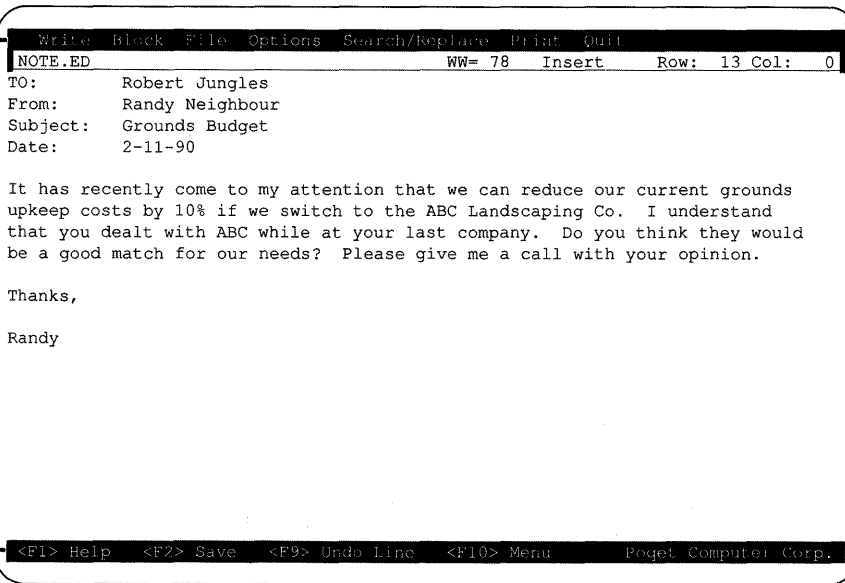 Write Block File Options Search/Replace Print Quit
NOTE.ED WW= 78 Insert Row: 13 Col: 0
TO: Robert Jungles
From: Randy Neighbour
Subject: Grounds Budget
Date: 2-11-90
It has recently come to my attention that we can reduce our current grounds
upkeep costs by 10% if we switch to the ABC Landscaping Co. I understand
that you dealt with ABC while at your last company. Do you think they would
be a good match for our needs? Please give me a call with your opinion.
Thanks,
Randy
<F1> Help <F2> Save <F9> Undo Line <F10> Menu Poqet Computer Corp.